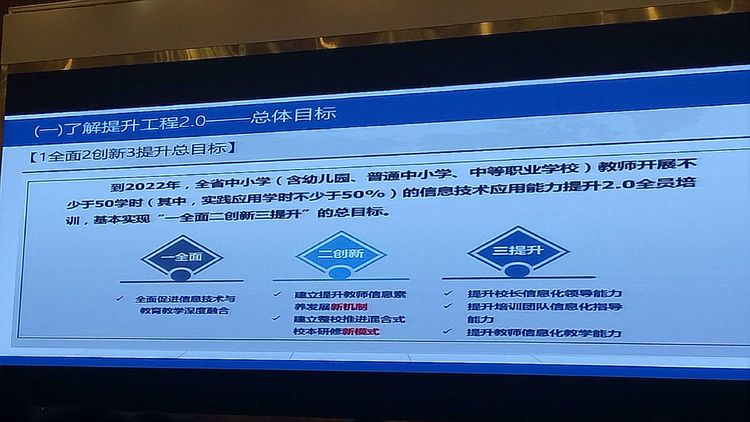 (一)了解提升工程2.0——总体目标
【1全面2创新3提升总目标】
到2022年，全省中小学（含幼儿园、普通中小学、中等职业学校）教师开展不
少于50学时（其中，实践应用学时不少于50%）的信息技术应用能力提升2.0全员培
训，基本实现“一全面二创新三提升”的总目标。
一全面
二创新
三提升
✓ 全面促进信息技术与
教育教学深度融合
✓ 建立提升教师信息素
养发展新机制
✓ 建立整校推进混合式
校本研修新模式
✓ 提升校长信息化领导能力
✓ 提升培训团队信息化指导
能力
✓ 提升教师信息化教学能力